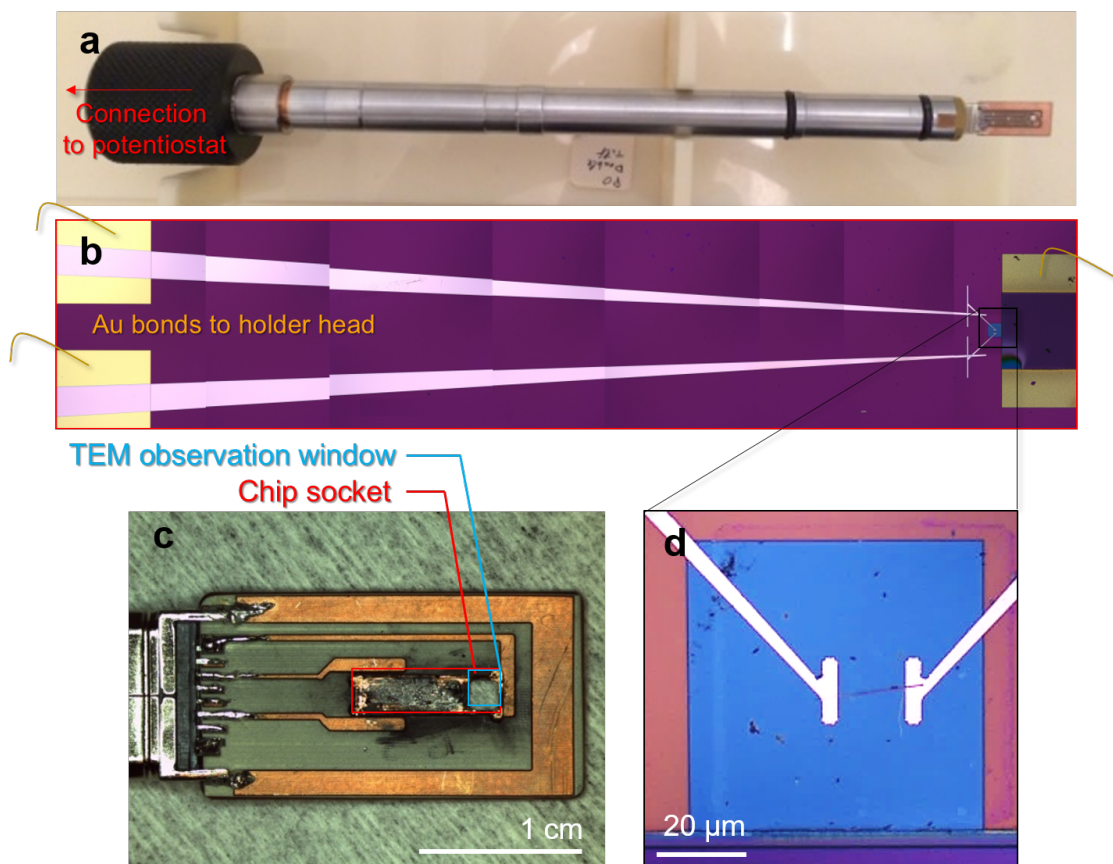 a
Connection
to potentiostat
b
Au bonds to holder head
TEM observation window
Chip socket
c
d
1 cm
20 µm